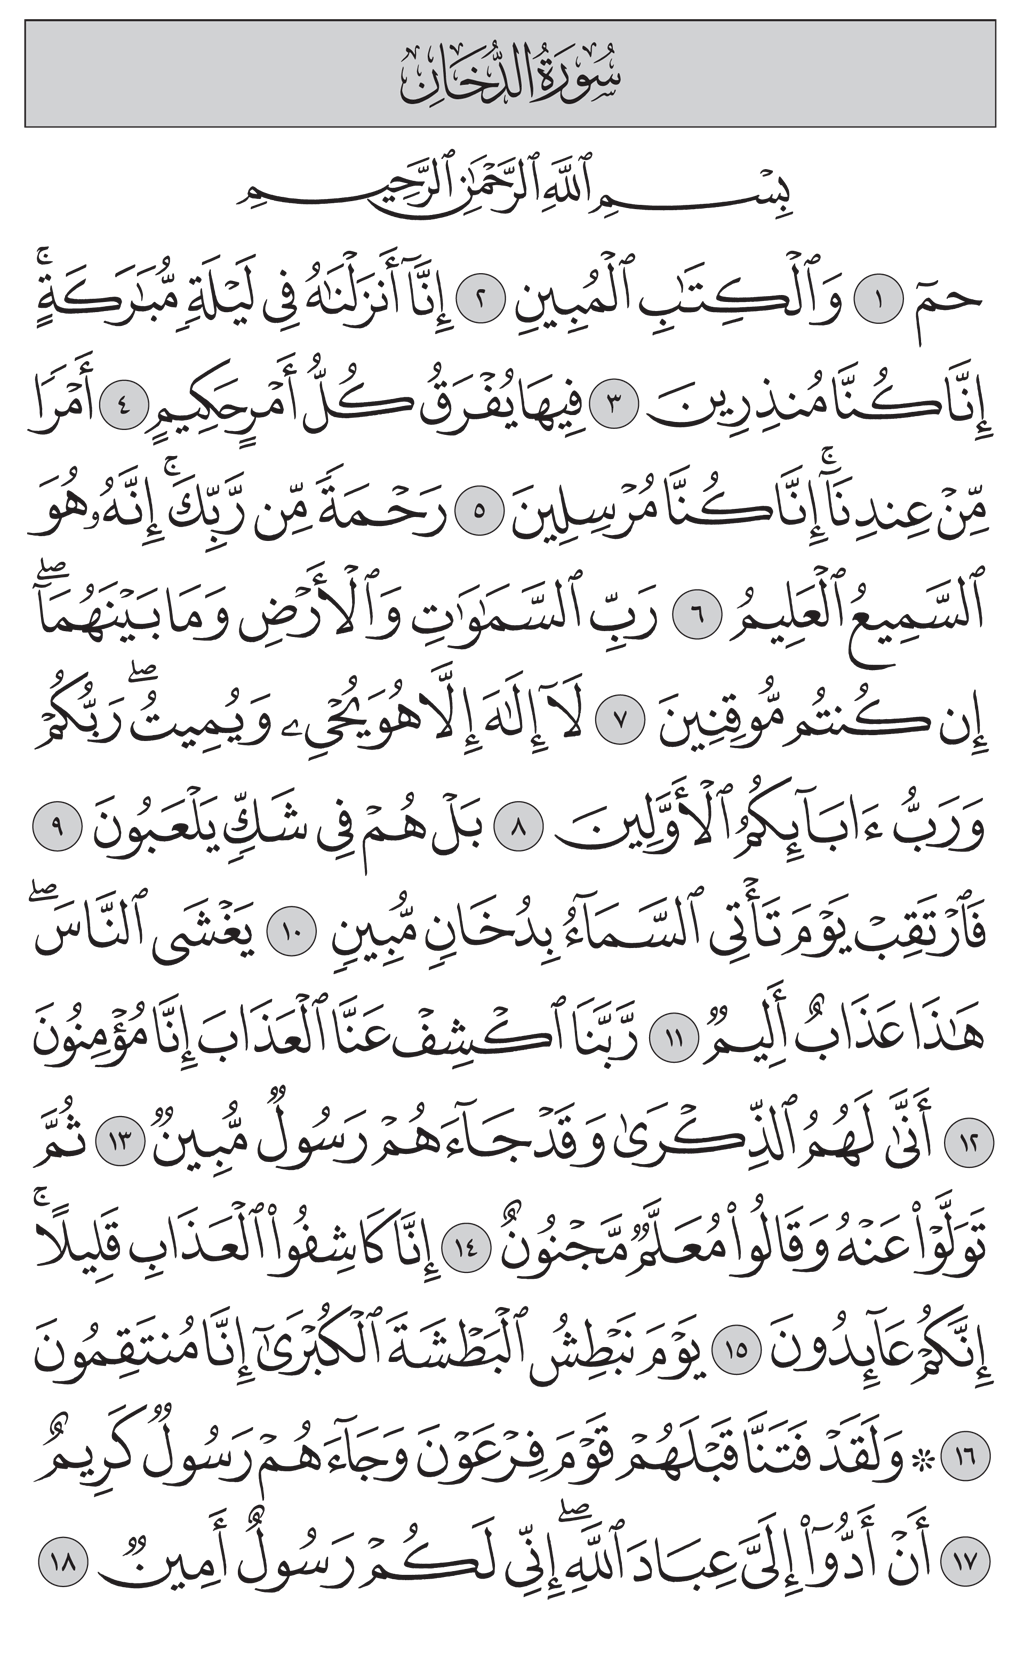 سُورَةُ الدُّخَانِ
بِسْمِ ٱللَّهِ ٱلرَّحْمَٰنِ ٱلرَّحِيمِ
حمٓ ١ وَٱلْكِتَٰبِ ٱلْمُبِينِ ٢ إِنَّآ أَنزَلْنَٰهُ فِى لَيْلَةٍ مُّبَٰرَكَةٍ ۚ
إِنَّا كُنَّا مُنذِرِينَ ٣ فِيهَا يُفْرَقُ كُلُّ أَمْرٍ حَكِيمٍ ٤ أَمْرًا
مِّنْ عِندِنَآ ۚ إِنَّا كُنَّا مُرْسِلِينَ ٥ رَحْمَةً مِّن رَّبِّكَ ۚ إِنَّهُۥ هُوَ
ٱلسَّمِيعُ ٱلْعَلِيمُ ٦ رَبِّ ٱلسَّمَٰوَٰتِ وَٱلْأَرْضِ وَمَا بَيْنَهُمَآ ۖ
إِن كُنتُم مُّوقِنِينَ ٧ لَآ إِلَٰهَ إِلَّا هُوَ يُحْىِۦ وَيُمِيتُ ۖ رَبُّكُمْ
وَرَبُّ ءَابَآئِكُمُ ٱلْأَوَّلِينَ ٨ بَلْ هُمْ فِى شَكٍّ يَلْعَبُونَ ٩
فَٱرْتَقِبْ يَوْمَ تَأْتِى ٱلسَّمَآءُ بِدُخَانٍ مُّبِينٍ ١٠ يَغْشَى ٱلنَّاسَ ۖ
هَٰذَا عَذَابٌ أَلِيمٌ ١١ رَّبَّنَا ٱكْشِفْ عَنَّا ٱلْعَذَابَ إِنَّا مُؤْمِنُونَ
١٢ أَنَّىٰ لَهُمُ ٱلذِّكْرَىٰ وَقَدْ جَآءَهُمْ رَسُولٌ مُّبِينٌ ١٣ ثُمَّ
تَوَلَّوْا۟ عَنْهُ وَقَالُوا۟ مُعَلَّمٌ مَّجْنُونٌ ١٤ إِنَّا كَاشِفُوا۟ ٱلْعَذَابِ قَلِيلًا ۚ
إِنَّكُمْ عَآئِدُونَ ١٥ يَوْمَ نَبْطِشُ ٱلْبَطْشَةَ ٱلْكُبْرَىٰٓ إِنَّا مُنتَقِمُونَ
١٦ ۞ وَلَقَدْ فَتَنَّا قَبْلَهُمْ قَوْمَ فِرْعَوْنَ وَجَآءَهُمْ رَسُولٌ كَرِيمٌ
١٧ أَنْ أَدُّوٓا۟ إِلَىَّ عِبَادَ ٱللَّهِ ۖ إِنِّى لَكُمْ رَسُولٌ أَمِينٌ ١٨